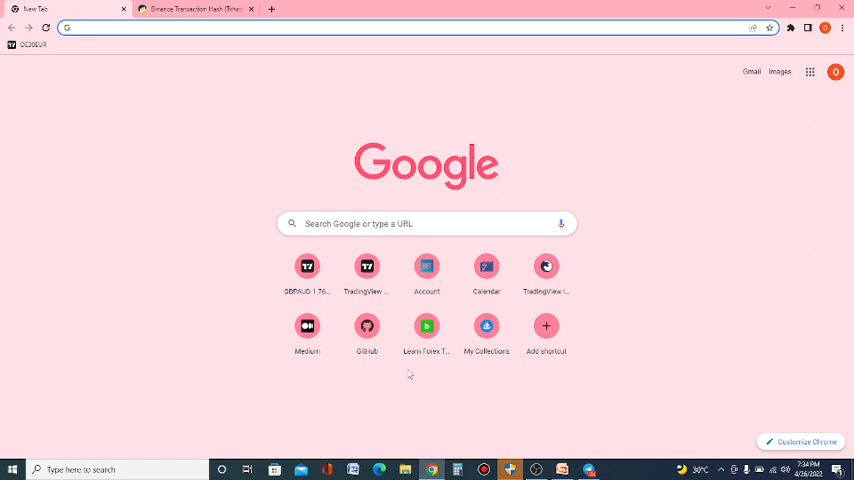 New Tab
Binance Transaction Hash (Txhas
DE30EUR
Gmail Images
O
Google
Search Google or type a URL
GBPAUD 1.76...
TradingView ...
Account
Calendar
TradingView I...
Medium
GitHub
Learn Forex T...
My Collections
Add shortcut
Customize Chrome
Type here to search
30°C
7:34 PM
4/26/2022